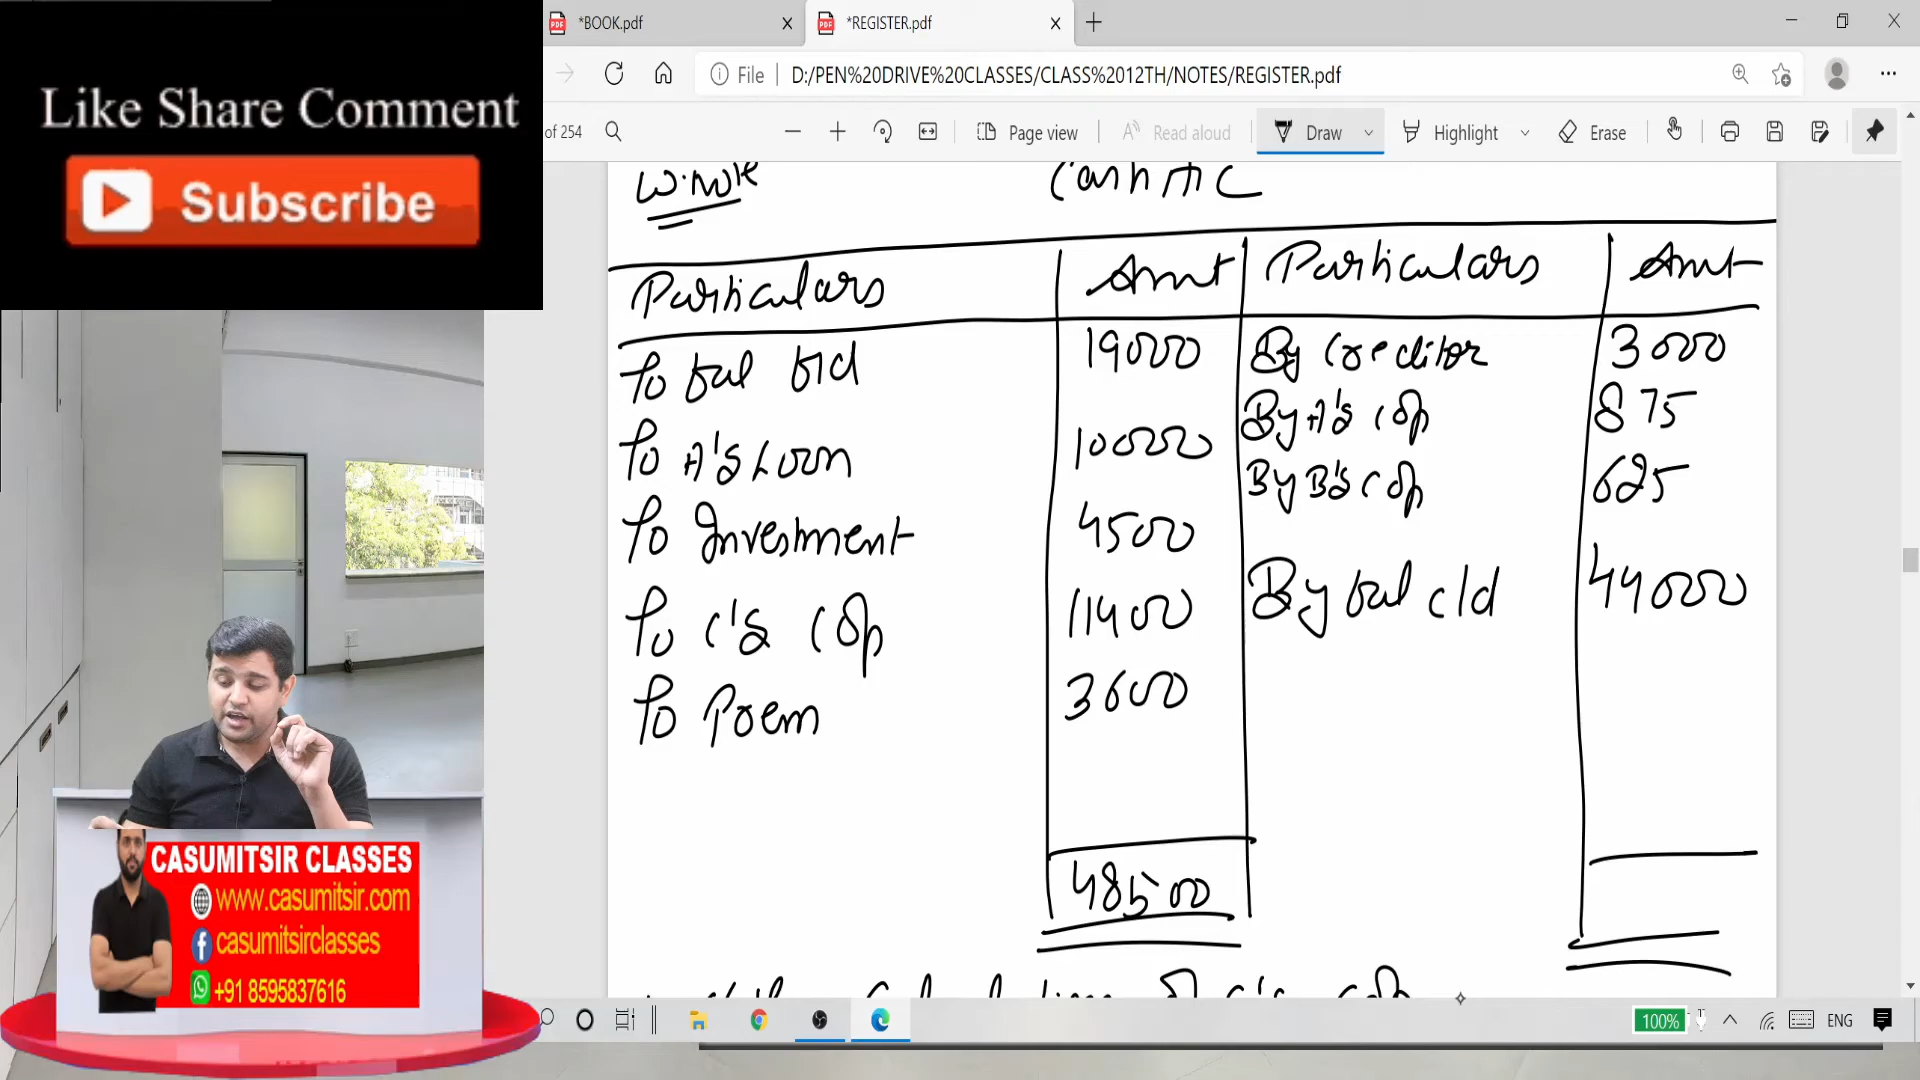 *BOOK.pdf
*REGISTER.pdf
Like Share Comment
Subscribe
File D:/PEN%20DRIVE%20CLASSES/CLASS%2012TH/NOTES/REGISTER.pdf
of 254
Page view
Read aloud
Draw
Highlight
Erase
W.Note Cash A/C
Particulars Amt Particulars Amt
To bal b/d 19000 By Creditor 3000
To A's Loan 10000 By A's Cap 875
To Investment 4500 By B's Cap 625
To C's Cap 11400 By bal c/d 44000
To Prem 3600
48500
CASUMITSIR CLASSES
www.casumitsir.com
casumitsirclasses
+91 8595837616
100%
ENG